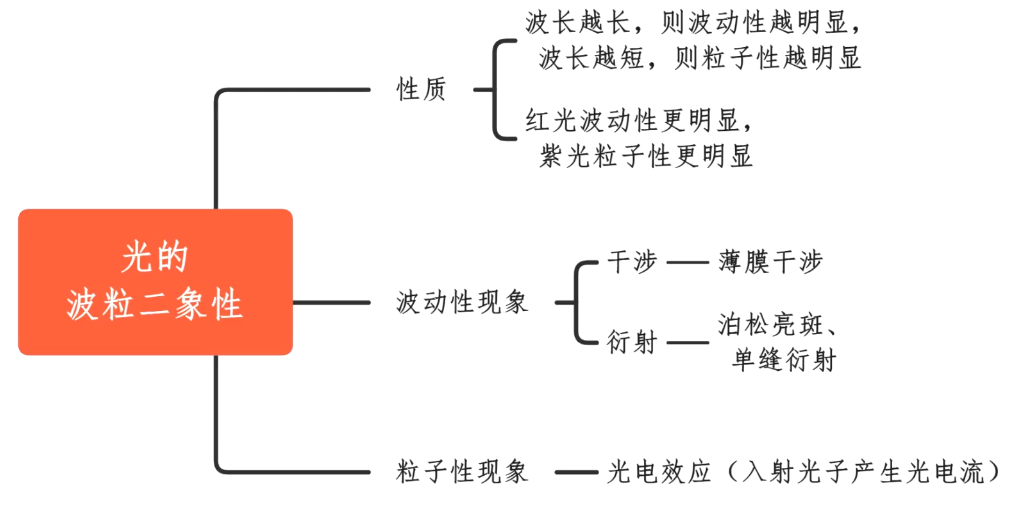 光的
波粒二象性
性质
波长越长，则波动性越明显，
波长越短，则粒子性越明显
红光波动性更明显，
紫光粒子性更明显
波动性现象
干涉
薄膜干涉
衍射
泊松亮斑、
单缝衍射
粒子性现象
光电效应（入射光子产生光电流）